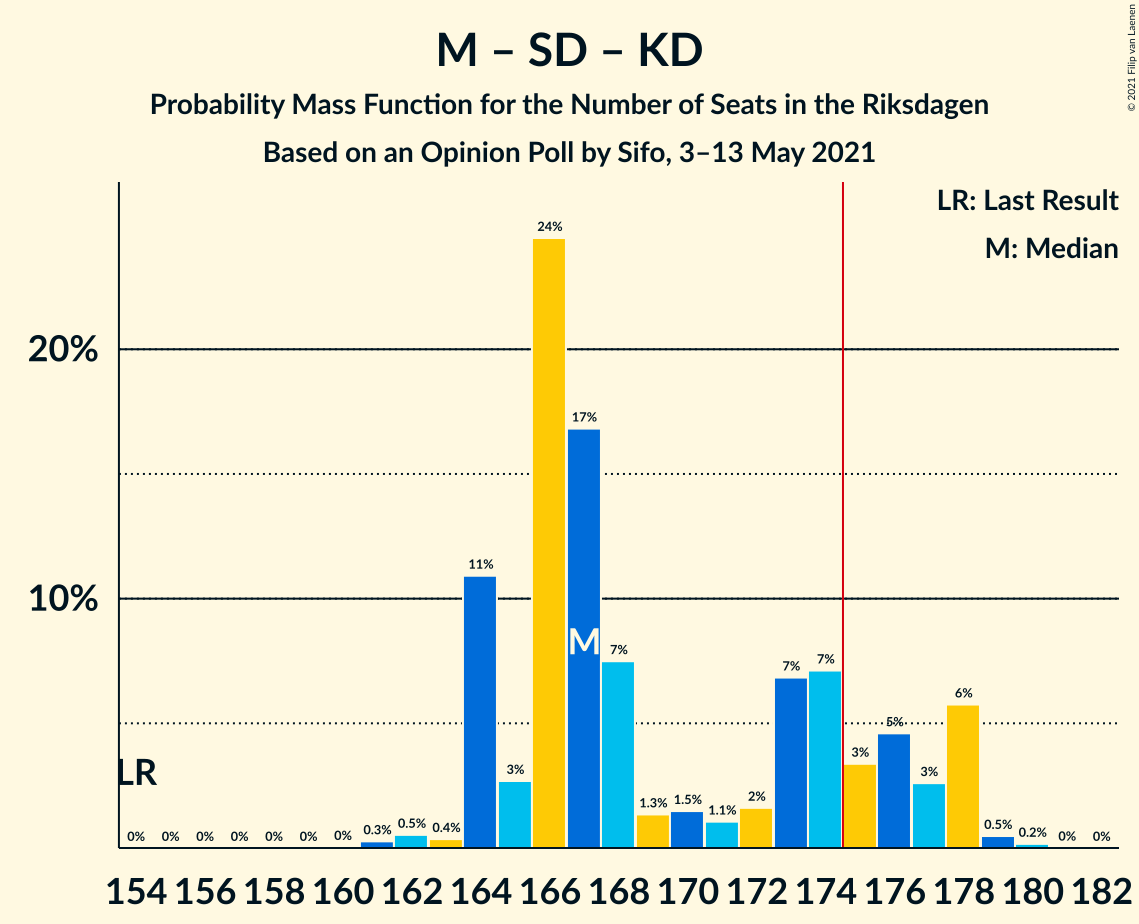 © 2021 Filip van Laenen
M – SD – KD
Probability Mass Function for the Number of Seats in the Riksdagen
Based on an Opinion Poll by Sifo, 3–13 May 2021
LR: Last Result
M: Median
20%
10%
LR
M
0% 0% 0% 0% 0% 0% 0% 0.3% 0.5% 0.4% 11% 3% 24% 17% 7% 1.3% 1.5% 1.1% 2% 7% 7% 3% 5% 3% 6% 0.5% 0.2% 0% 0%
154 156 158 160 162 164 166 168 170 172 174 176 178 180 182